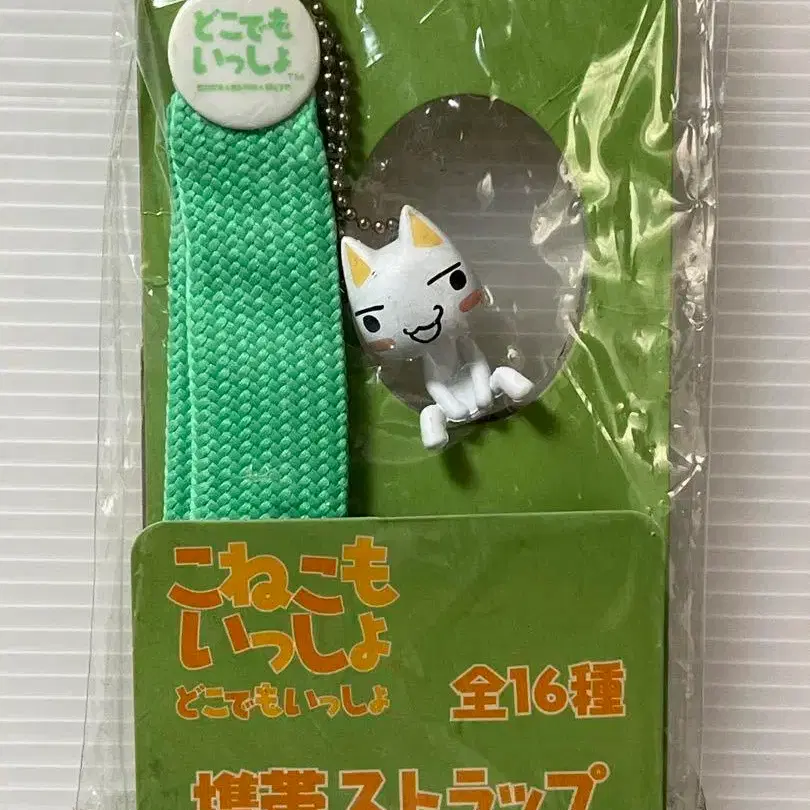 どこでも
いっしょ
TM
こねこも
いっしょ
どこでもいっしょ
全16種
携帯ストラップ